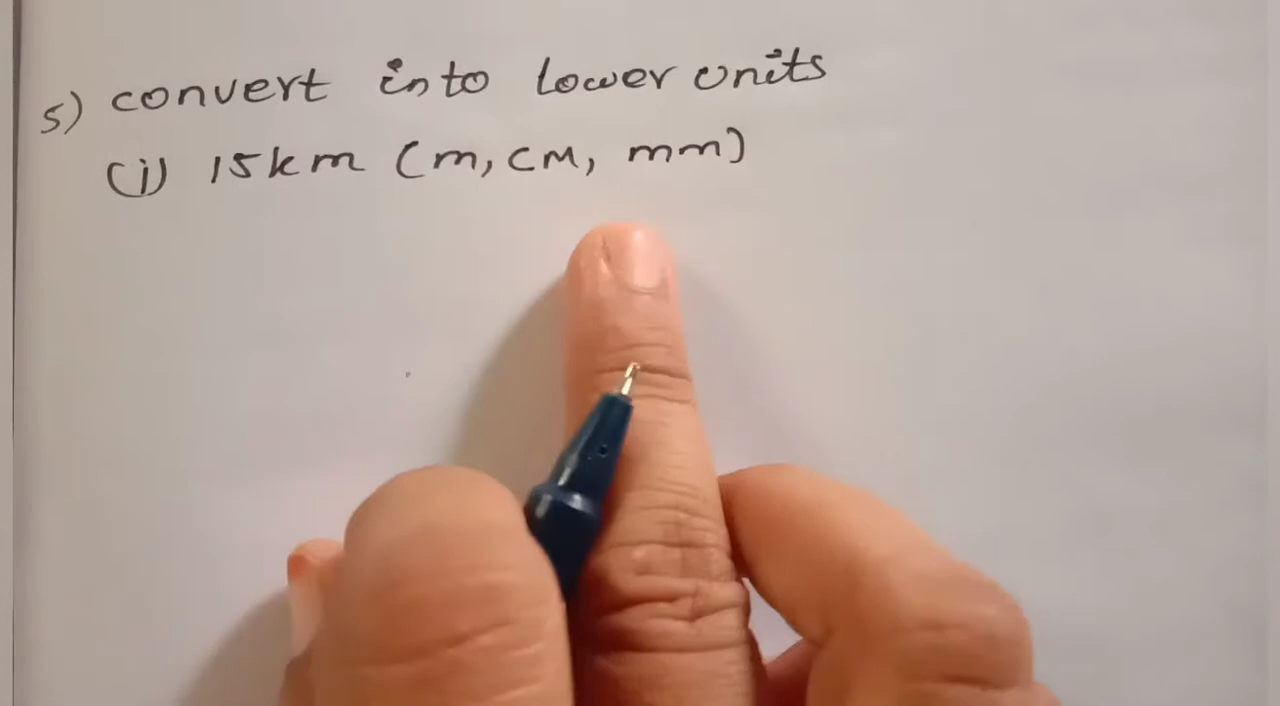 5) convert into lower units
(i) 15km (m, cm, mm)